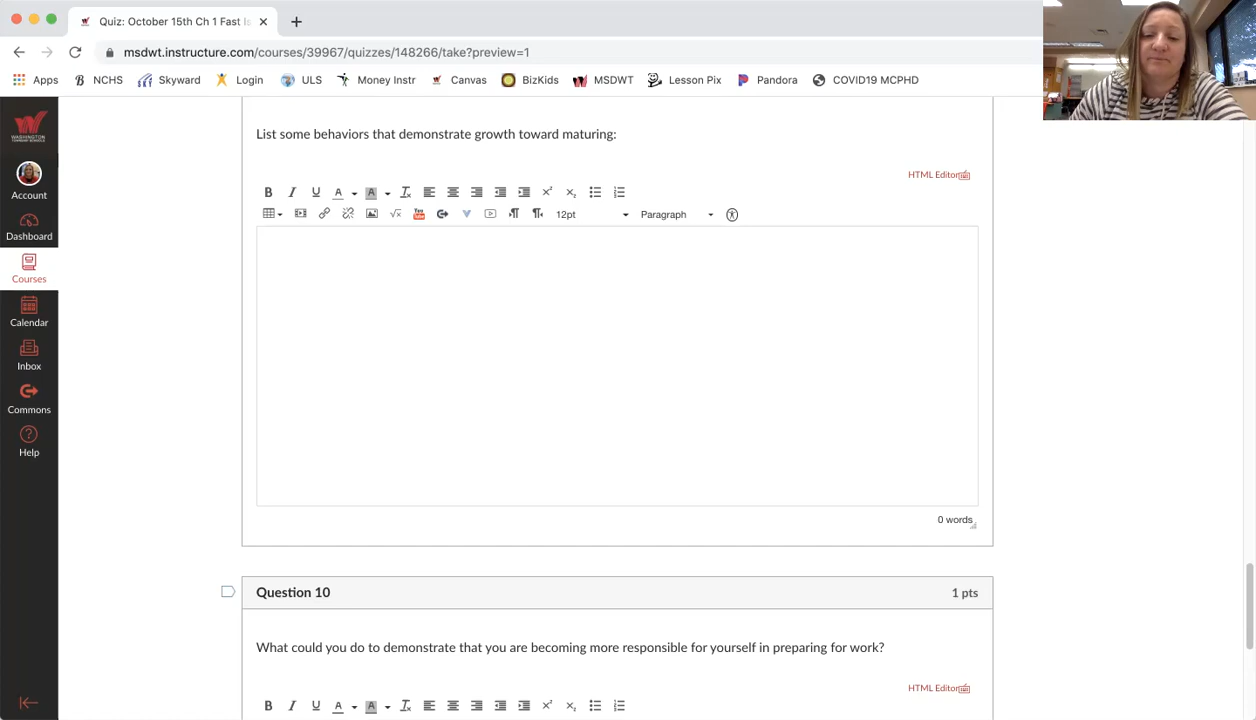 Quiz: October 15th Ch 1 Fast Is
msdwt.instructure.com/courses/39967/quizzes/148266/take?preview=1
Apps NCHS Skyward Login ULS Money Instr Canvas BizKids MSDWT Lesson Pix Pandora COVID19 MCPHD
WASHINGTON
TOWNSHIP SCHOOLS
Account
Dashboard
Courses
Calendar
Inbox
Commons
Help
List some behaviors that demonstrate growth toward maturing:
HTML Editor
B I U A A
12pt Paragraph
0 words
Question 10 1 pts
What could you do to demonstrate that you are becoming more responsible for yourself in preparing for work?
HTML Editor
B I U A A